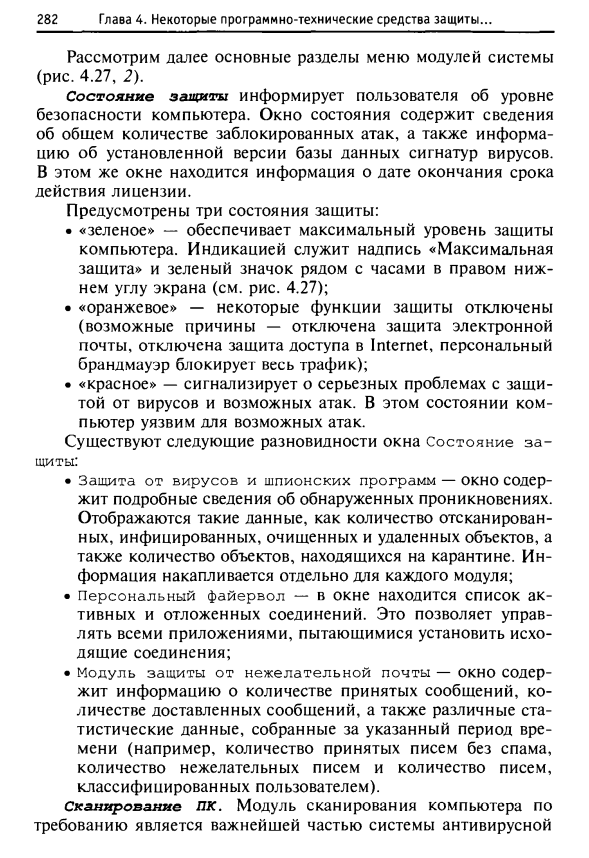 282 Глава 4. Некоторые программно-технические средства защиты...
Рассмотрим далее основные разделы меню модулей системы
(рис. 4.27, 2).
Состояние защиты информирует пользователя об уровне
безопасности компьютера. Окно состояния содержит сведения
об общем количестве заблокированных атак, а также информа-
цию об установленной версии базы данных сигнатур вирусов.
В этом же окне находится информация о дате окончания срока
действия лицензии.
Предусмотрены три состояния защиты:
• «зеленое» — обеспечивает максимальный уровень защиты
компьютера. Индикацией служит надпись «Максимальная
защита» и зеленый значок рядом с часами в правом ниж-
нем углу экрана (см. рис. 4.27);
• «оранжевое» — некоторые функции защиты отключены
(возможные причины — отключена защита электронной
почты, отключена защита доступа в Internet, персональный
брандмауэр блокирует весь трафик);
• «красное» — сигнализирует о серьезных проблемах с защи-
той от вирусов и возможных атак. В этом состоянии ком-
пьютер уязвим для возможных атак.
Существуют следующие разновидности окна Состояние за-
щиты:
• Защита от вирусов и шпионских программ — окно содер-
жит подробные сведения об обнаруженных проникновениях.
Отображаются такие данные, как количество отсканирован-
ных, инфицированных, очищенных и удаленных объектов, а
также количество объектов, находящихся на карантине. Ин-
формация накапливается отдельно для каждого модуля;
• Персональный файервол — в окне находится список ак-
тивных и отложенных соединений. Это позволяет управ-
лять всеми приложениями, пытающимися установить исхо-
дящие соединения;
• Модуль защиты от нежелательной почты — окно содер-
жит информацию о количестве принятых сообщений, ко-
личестве доставленных сообщений, а также различные ста-
тистические данные, собранные за указанный период вре-
мени (например, количество принятых писем без спама,
количество нежелательных писем и количество писем,
классифицированных пользователем).
Сканирование ПК. Модуль сканирования компьютера по
требованию является важнейшей частью системы антивирусной